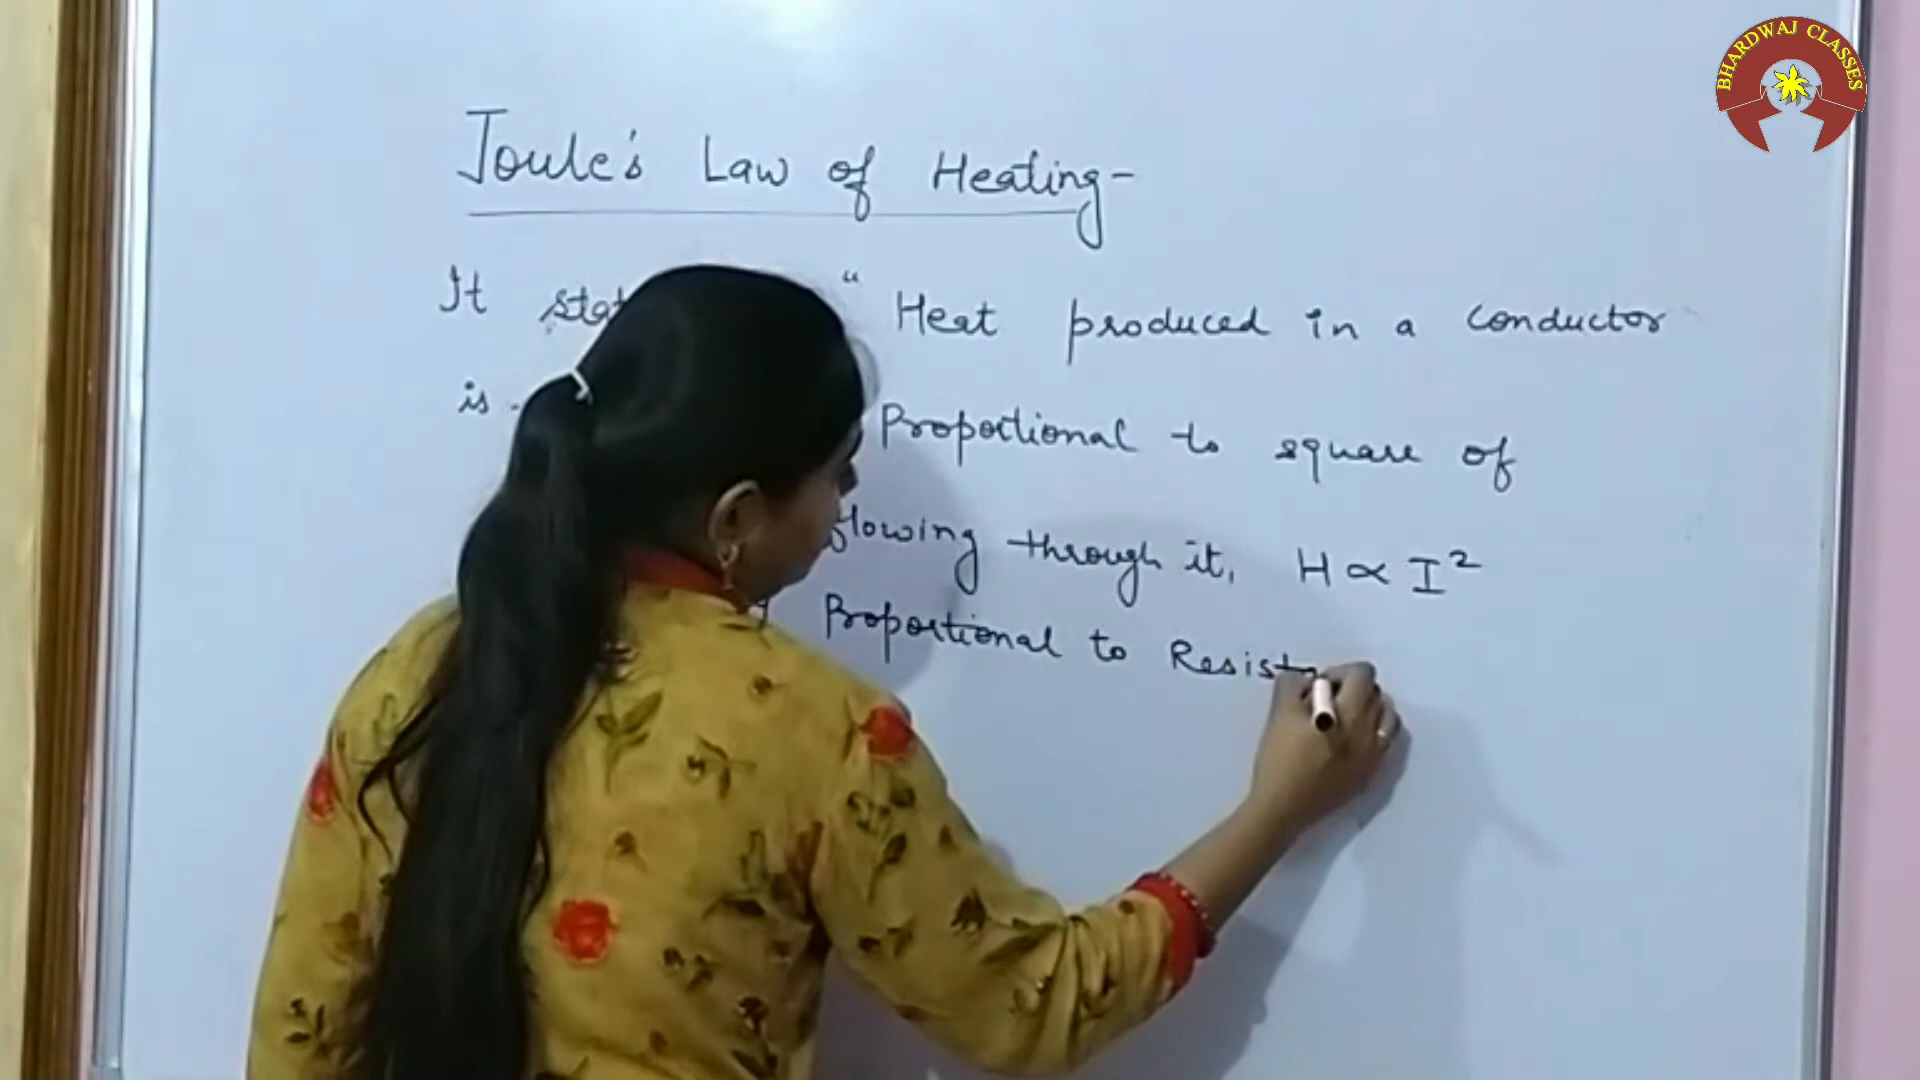 BHARDWAJ CLASSES
Joule's Law of Heating-
It “ Heat produced in a conductor
is Proportional to square of
flowing through it, H ∝ I²
Proportional to Resist